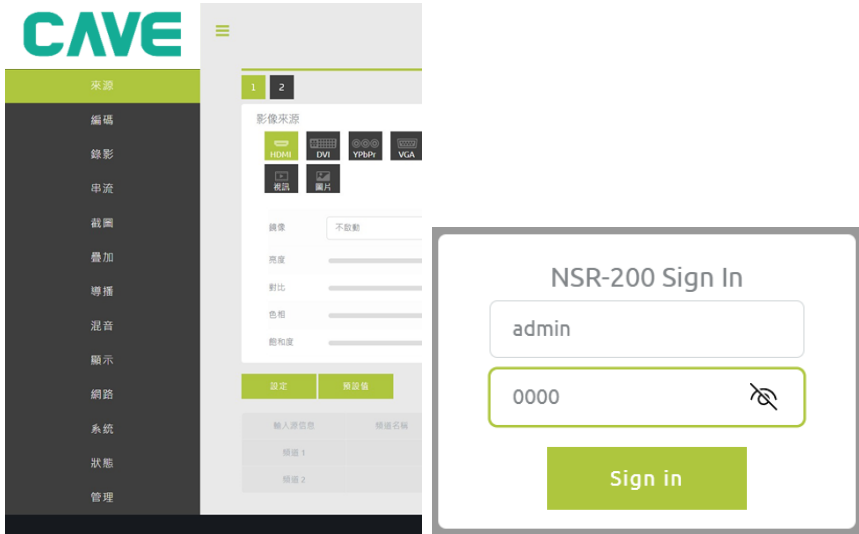 CAVE
來源
編碼
錄影
串流
截圖
疊加
導播
混音
顯示
網路
系統
狀態
管理
1 2
影像來源
HDMI DVI YPbPr VGA
視訊 圖片
鏡像 不啟動
亮度
對比
色相
飽和度
設定 預設值
輸入源信息 頻道名稱
頻道 1
頻道 2
NSR-200 Sign In
admin
0000
Sign in